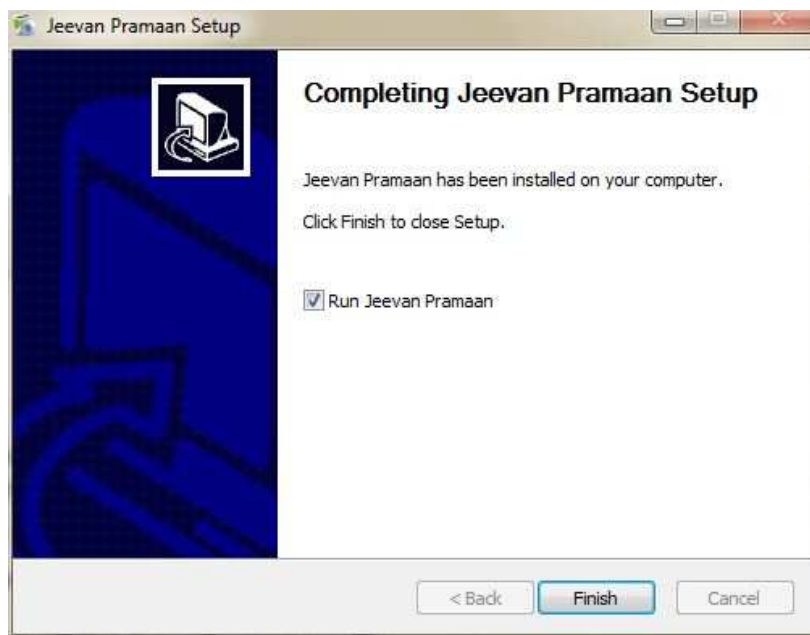 Jeevan Pramaan Setup
Completing Jeevan Pramaan Setup
Jeevan Pramaan has been installed on your computer.
Click Finish to close Setup.
Run Jeevan Pramaan
< Back Finish Cancel